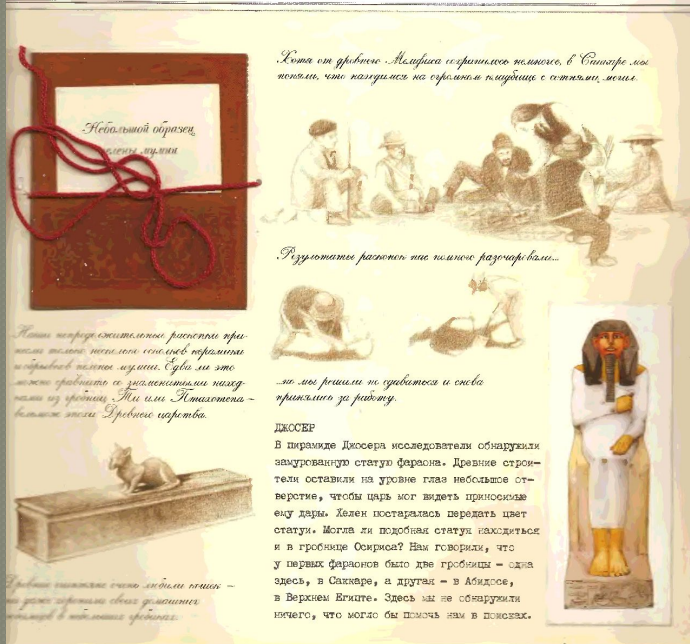 Небольшой образец
пелены мумии
Хотя от древнего Мемфиса сохранилось немногое, в Саккаре мы
поняли, что находимся на огромном кладбище с сотнями могил.
Результаты раскопок нас немного разочаровали...
Наши непродолжительные раскопки при-
несли только несколько осколков керамики
и обрывков пелены мумии. Едва ли это
можно сравнить со знаменитыми наход-
ками из гробниц Ти или Птахотепа –
вельмож эпохи Древнего царства.
...но мы решили не сдаваться и снова
принялись за работу.
ДЖОСЕР
В пирамиде Джосера исследователи обнаружили
замурованную статую фараона. Древние строи-
тели оставили на уровне глаз небольшое от-
верстие, чтобы царь мог видеть приносимые
ему дары. Хелен постаралась передать цвет
статуи. Могла ли подобная статуя находиться
и в гробнице Осириса? Нам говорили, что
у первых фараонов было две гробницы – одна
здесь, в Саккаре, а другая – в Абидосе,
в Верхнем Египте. Здесь мы не обнаружили
ничего, что могло бы помочь нам в поисках.
Древние египтяне очень любили кошек –
они даже хоронили своих домашних
любимцев в небольших гробницах.